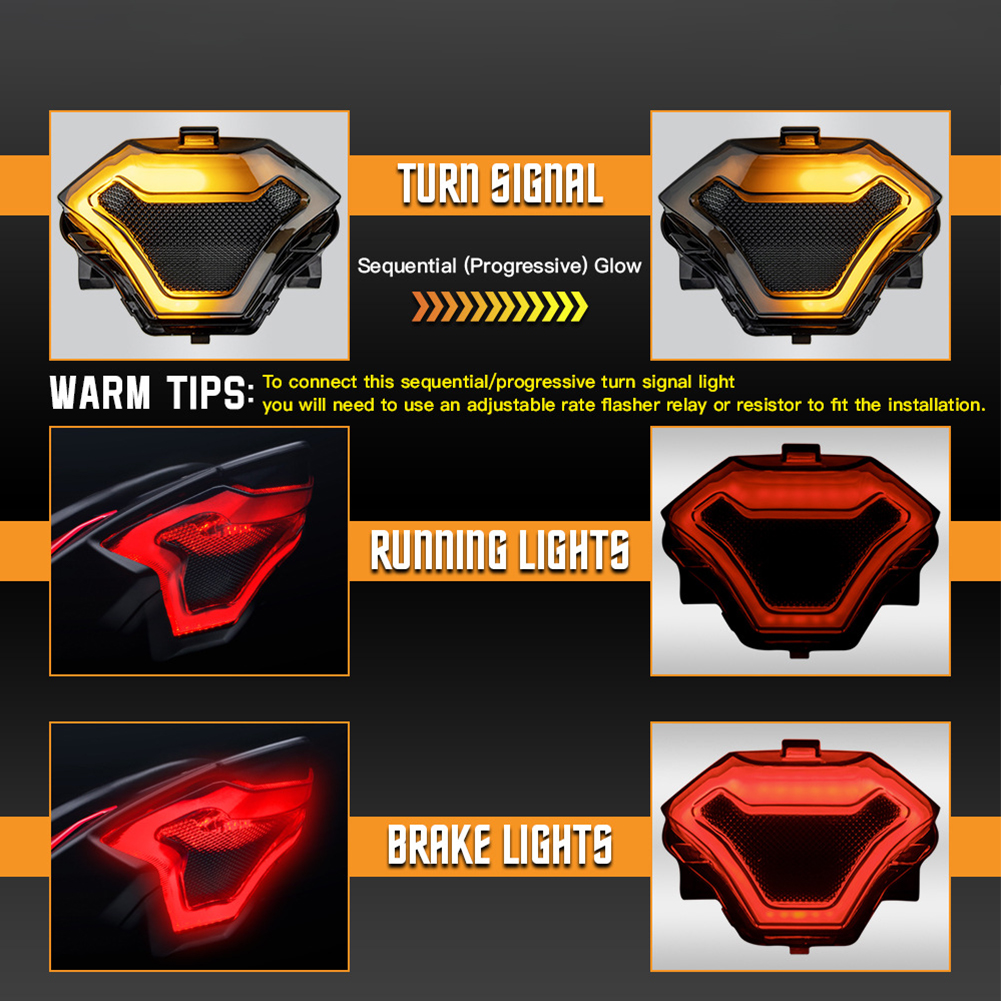 TURN SIGNAL
Sequential (Progressive) Glow
WARM TIPS: To connect this sequential/progressive turn signal light
you will need to use an adjustable rate flasher relay or resistor to fit the installation.
RUNNING LIGHTS
BRAKE LIGHTS